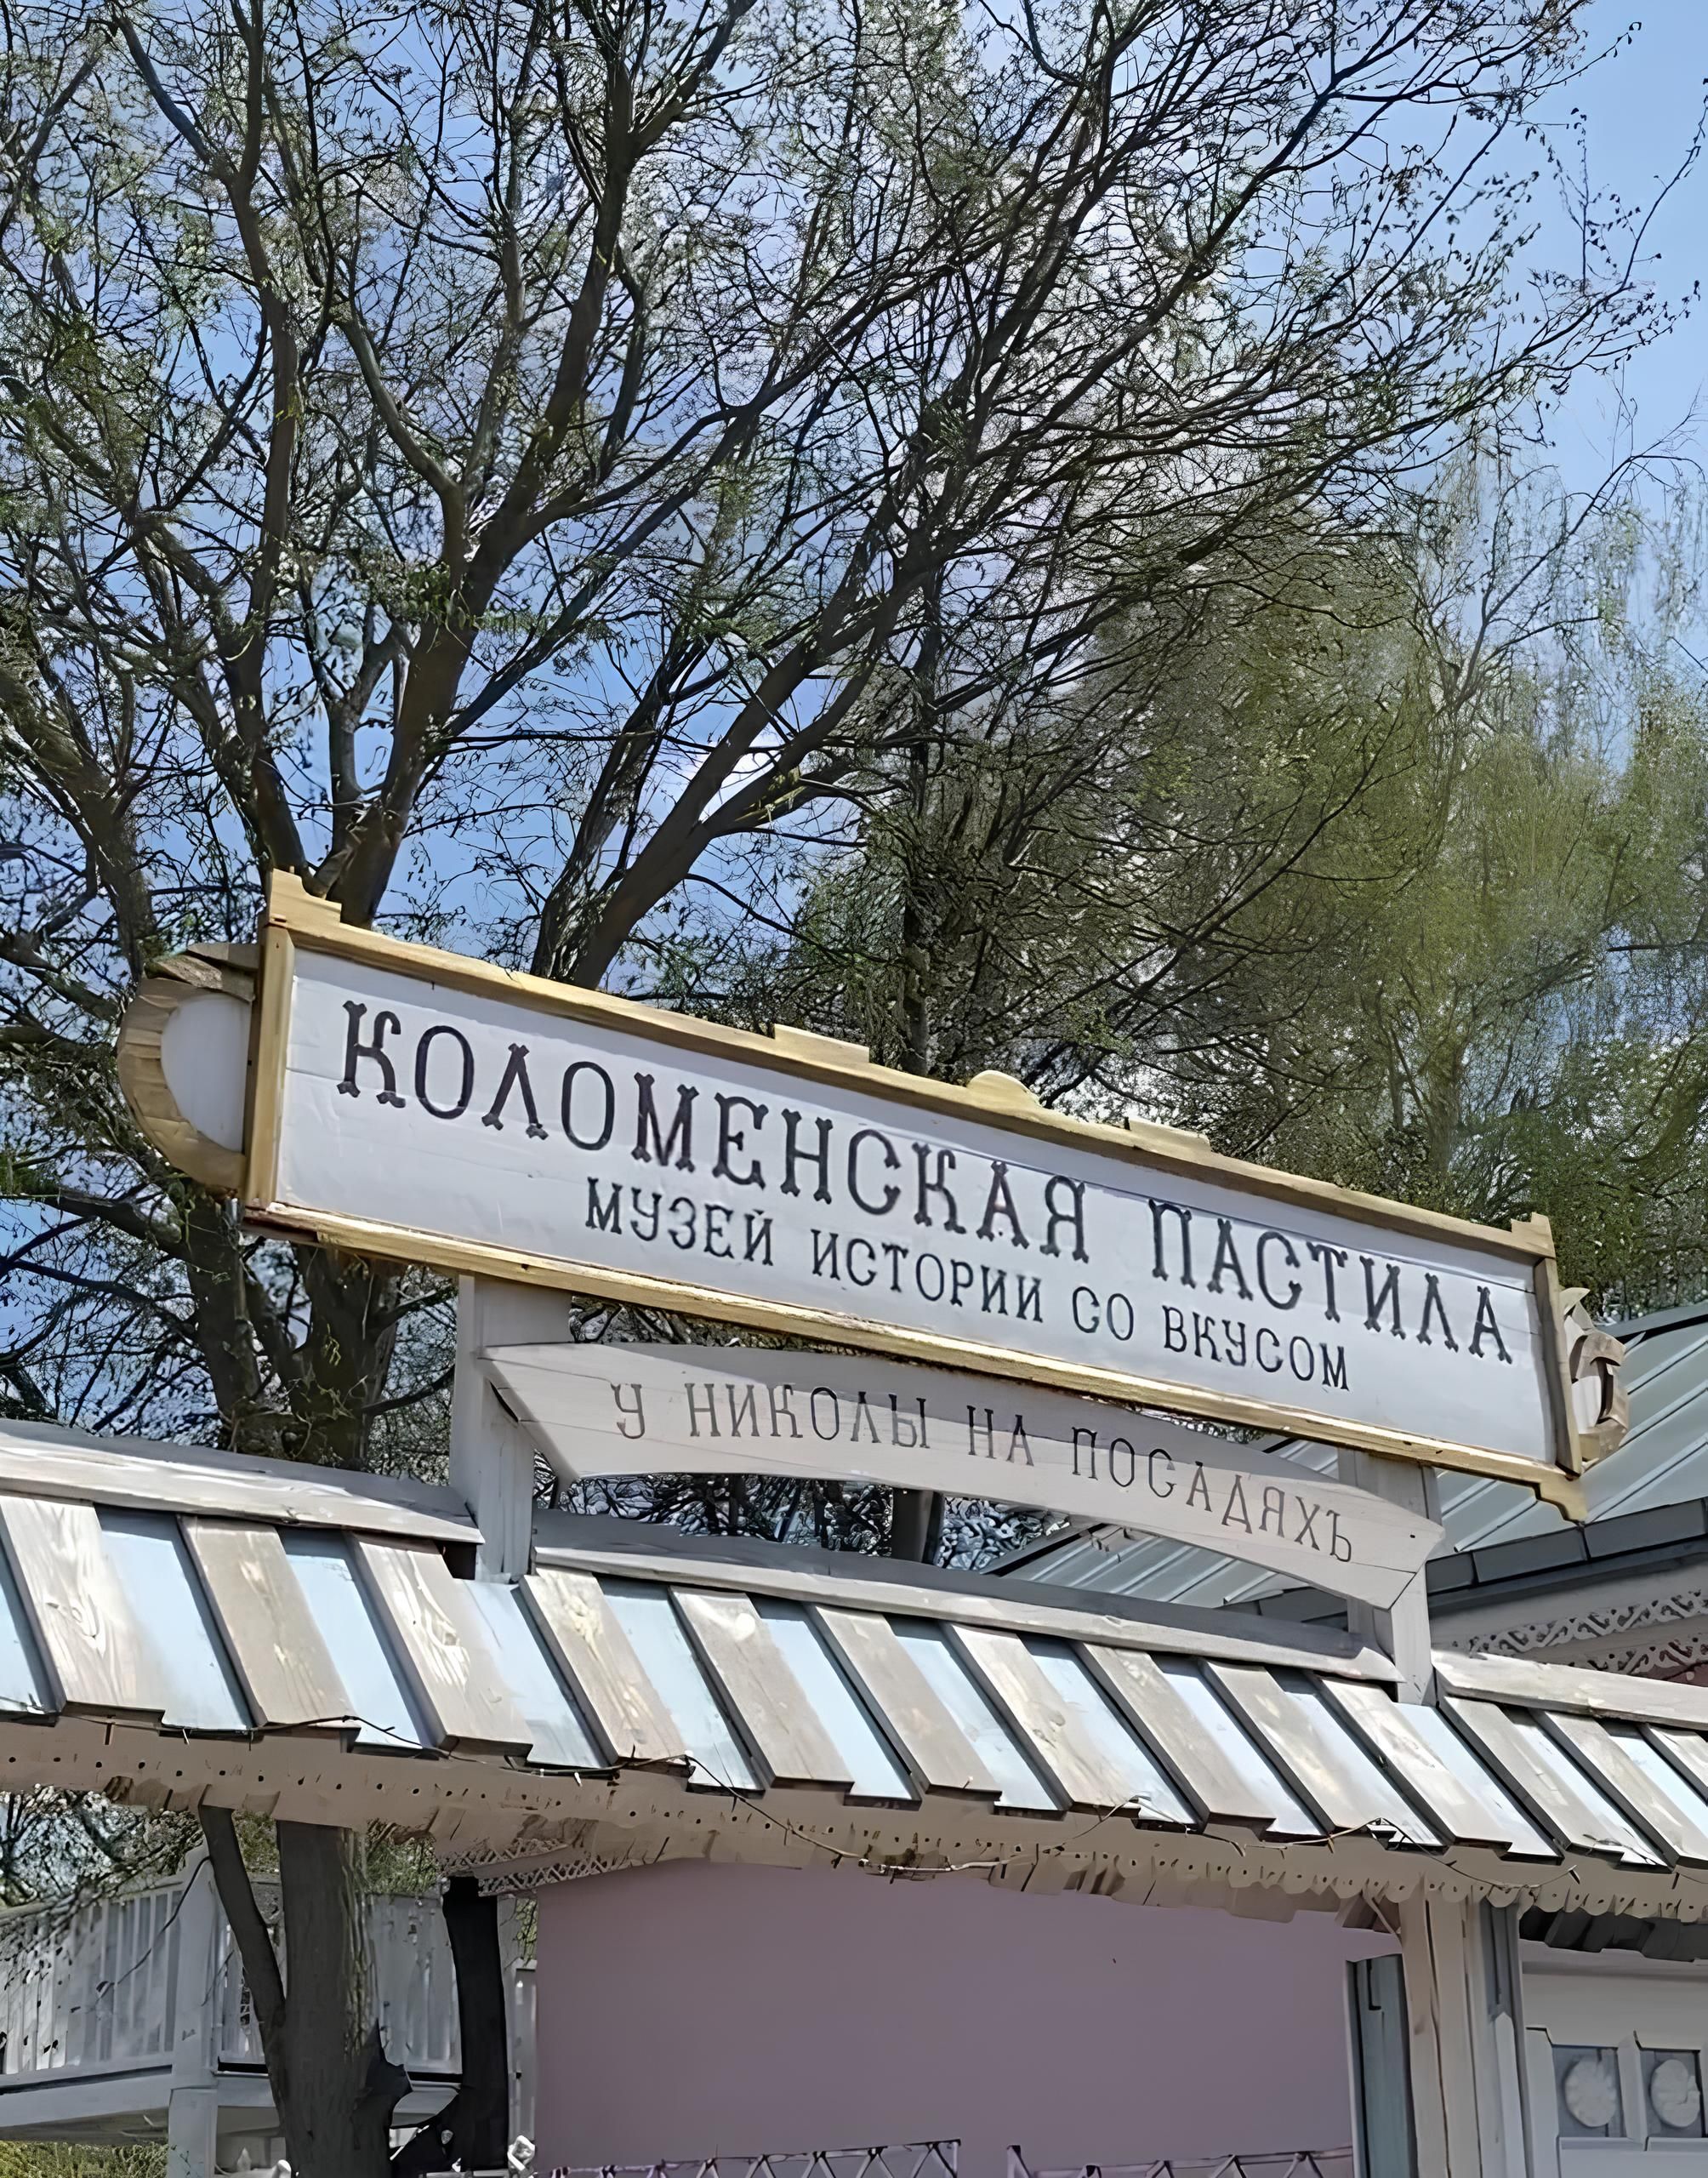 КОЛОМЕНСКАЯ ПАСТИЛА
МУЗЕЙ ИСТОРИИ СО ВКУСОМ
У НИКОЛЫ НА ПОСАДЯХЪ